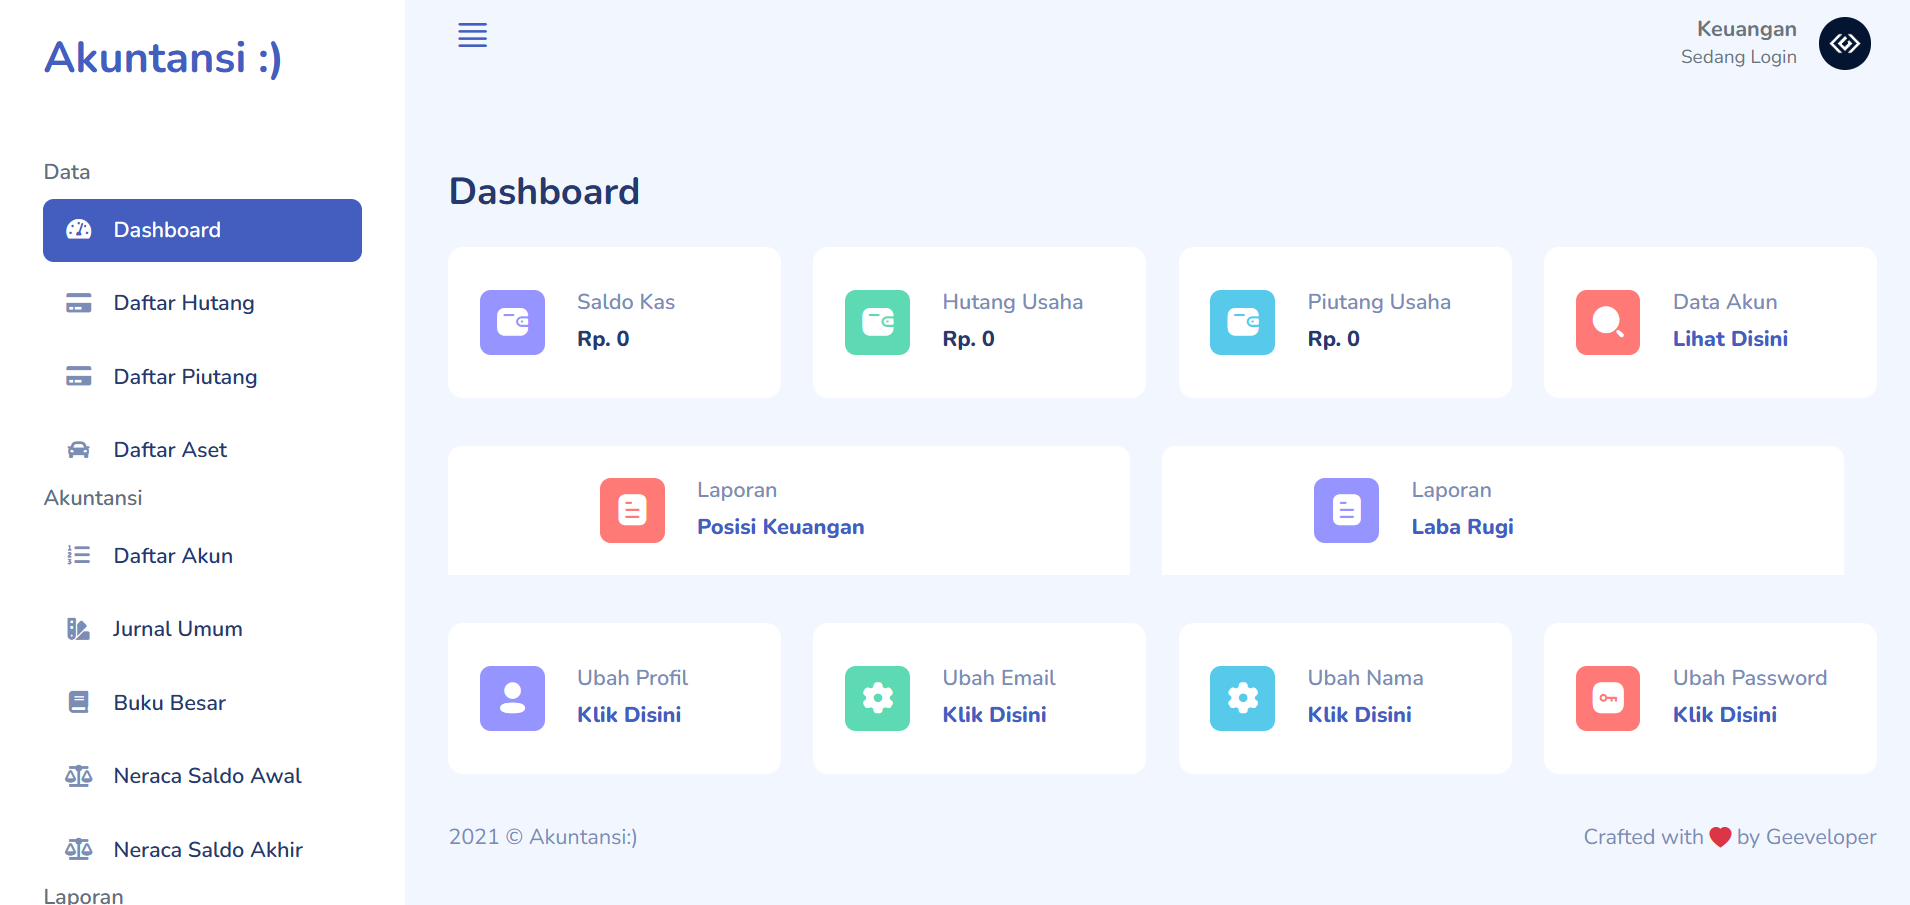 Akuntansi :)
Data
Dashboard
Daftar Hutang
Daftar Piutang
Daftar Aset
Akuntansi
Daftar Akun
Jurnal Umum
Buku Besar
Neraca Saldo Awal
Neraca Saldo Akhir
Laporan
Keuangan
Sedang Login
Dashboard
Saldo Kas
Rp. 0
Hutang Usaha
Rp. 0
Piutang Usaha
Rp. 0
Data Akun
Lihat Disini
Laporan
Posisi Keuangan
Laporan
Laba Rugi
Ubah Profil
Klik Disini
Ubah Email
Klik Disini
Ubah Nama
Klik Disini
Ubah Password
Klik Disini
2021 © Akuntansi:)
Crafted with ❤ by Geeveloper